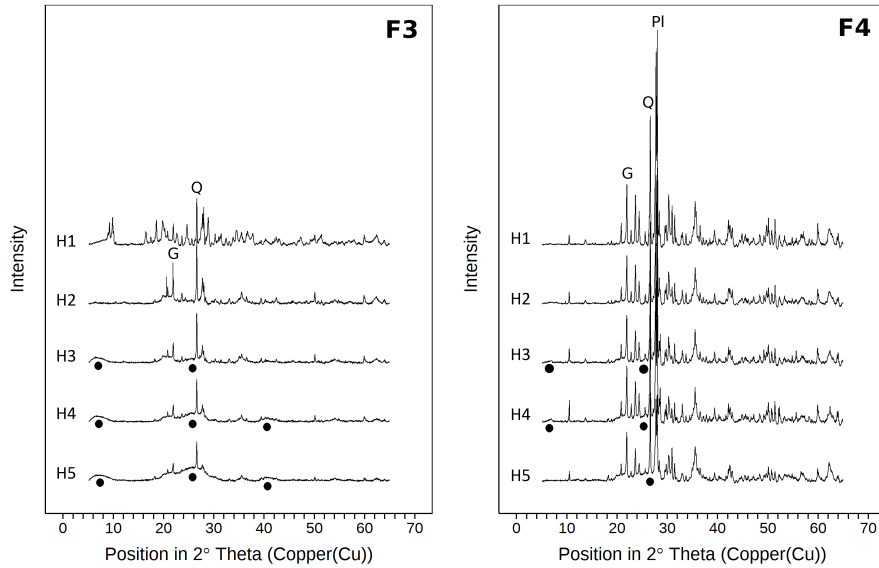 F3
Q
H1
G
H2
H3
H4
H5
Intensity
0 10 20 30 40 50 60
Position in 2° Theta (Copper(Cu))
Pl
F4
Q
G
H1
H2
H3
H4
H5
Intensity
0 10 20 30 40 50 60 70
Position in 2° Theta (Copper(Cu))